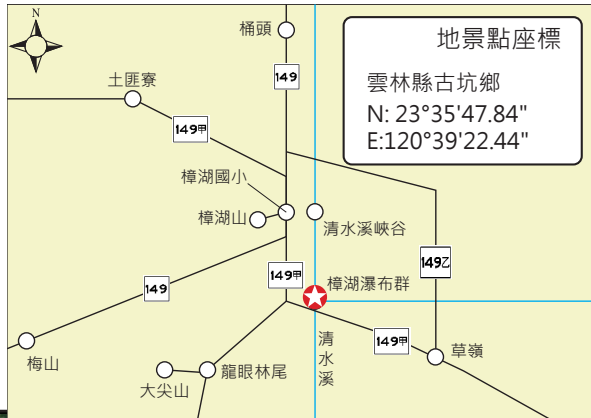 N
桶頭
地景點座標
雲林縣古坑鄉
N: 23°35'47.84"
E:120°39'22.44"
149
土匪寮
149甲
樟湖國小
樟湖山
清水溪峽谷
149乙
149甲
149
樟湖瀑布群
清水溪
149甲
草嶺
梅山
大尖山
龍眼林尾